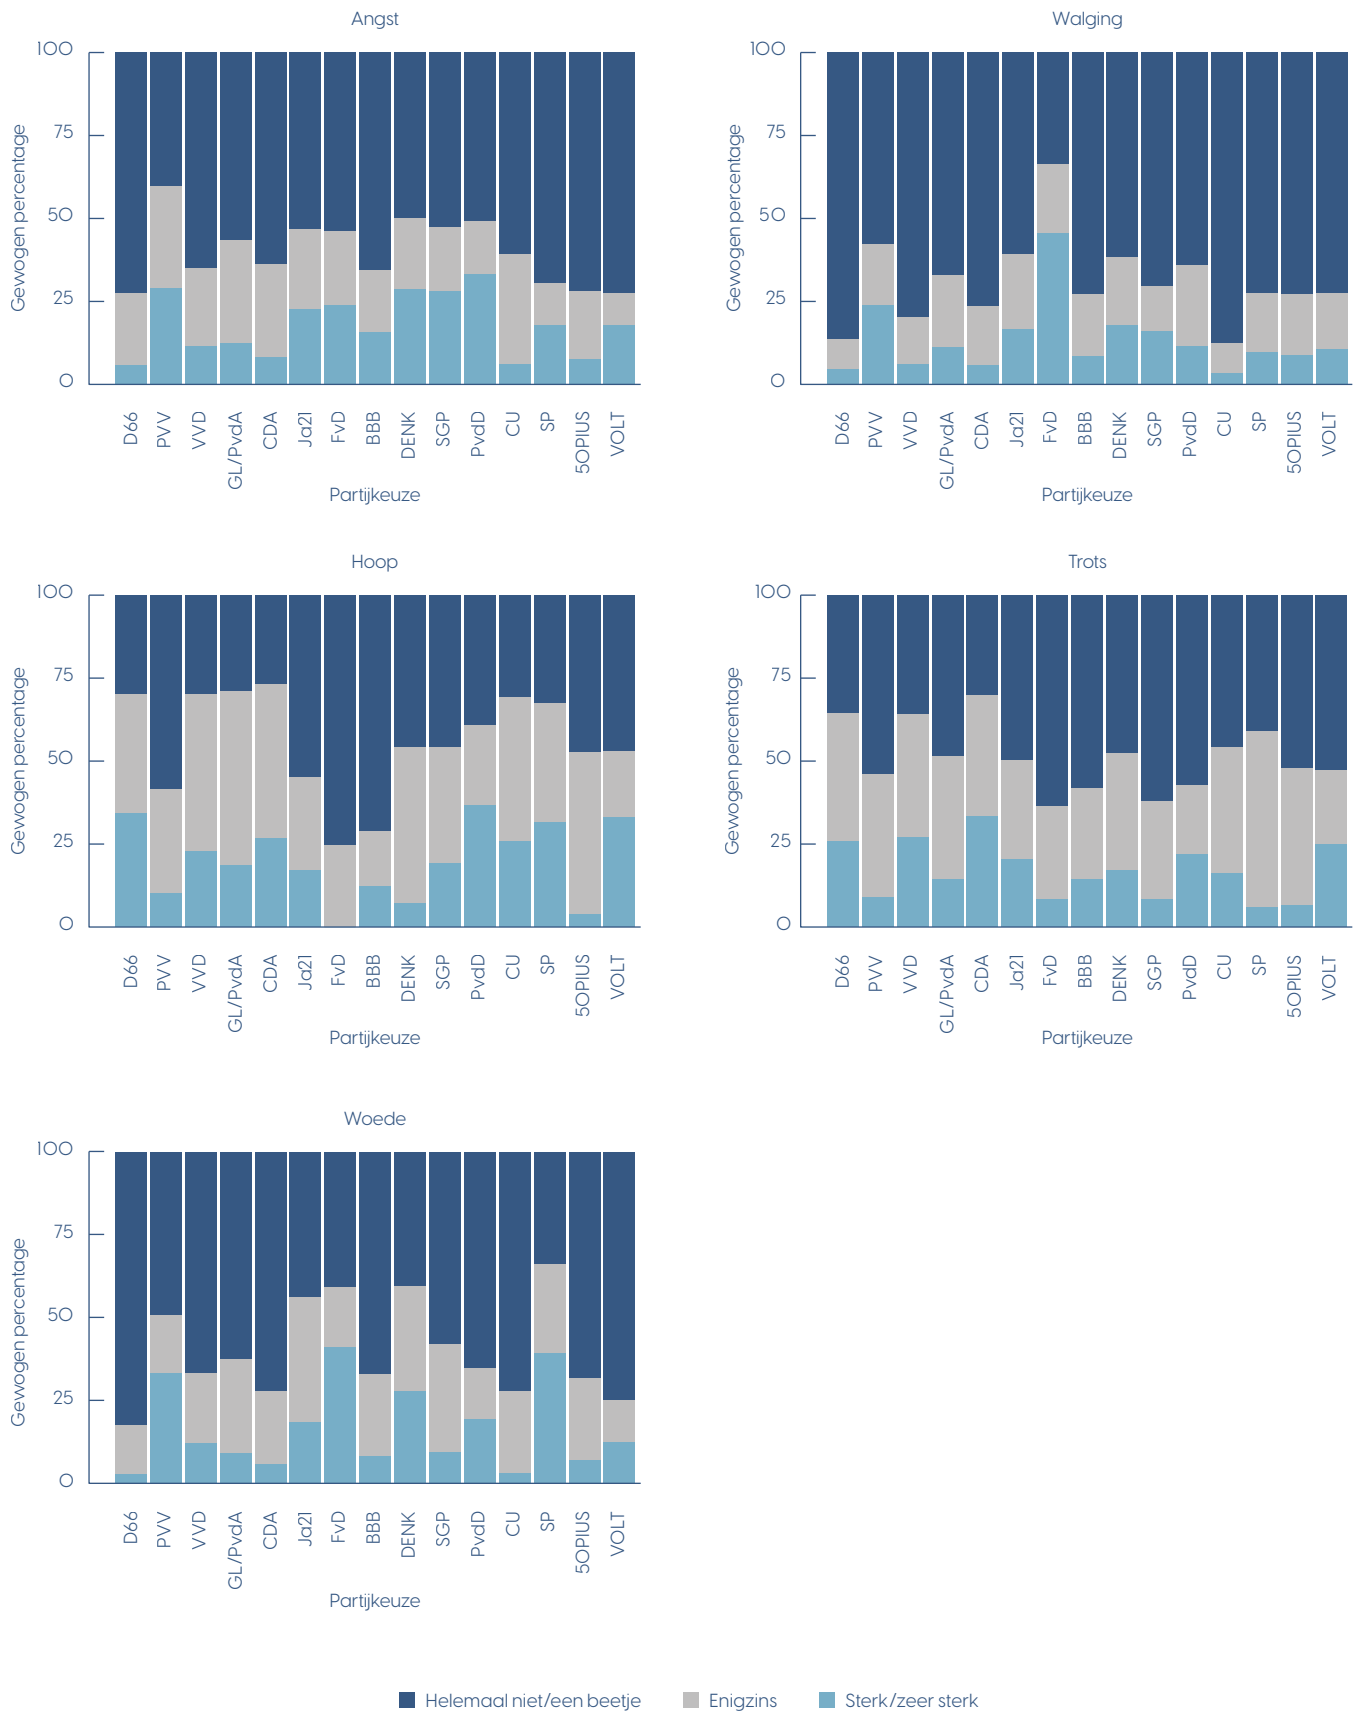 Angst
100
75
50
25
0
Gewogen percentage
D66
PVV
VVD
GL/PvdA
CDA
Ja21
FvD
BBB
DENK
SGP
PvdD
CU
SP
50PlUS
VOLT
Partijkeuze
Walging
100
75
50
25
0
Gewogen percentage
D66
PVV
VVD
GL/PvdA
CDA
Ja21
FvD
BBB
DENK
SGP
PvdD
CU
SP
50PlUS
VOLT
Partijkeuze
Hoop
100
75
50
25
0
Gewogen percentage
D66
PVV
VVD
GL/PvdA
CDA
Ja21
FvD
BBB
DENK
SGP
PvdD
CU
SP
50PlUS
VOLT
Partijkeuze
Trots
100
75
50
25
0
Gewogen percentage
D66
PVV
VVD
GL/PvdA
CDA
Ja21
FvD
BBB
DENK
SGP
PvdD
CU
SP
50PlUS
VOLT
Partijkeuze
Woede
100
75
50
25
0
Gewogen percentage
D66
PVV
VVD
GL/PvdA
CDA
Ja21
FvD
BBB
DENK
SGP
PvdD
CU
SP
50PlUS
VOLT
Partijkeuze
Helemaal niet/een beetje
Enigzins
Sterk/zeer sterk